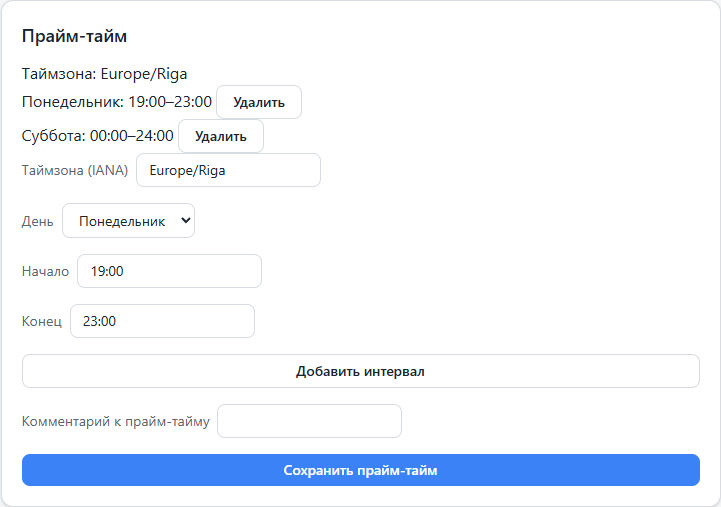 Прайм-тайм
Таймзона: Europe/Riga
Понедельник: 19:00–23:00 Удалить
Суббота: 00:00–24:00 Удалить
Таймзона (IANA) Europe/Riga
День Понедельник
Начало 19:00
Конец 23:00
Добавить интервал
Комментарий к прайм-тайму
Сохранить прайм-тайм